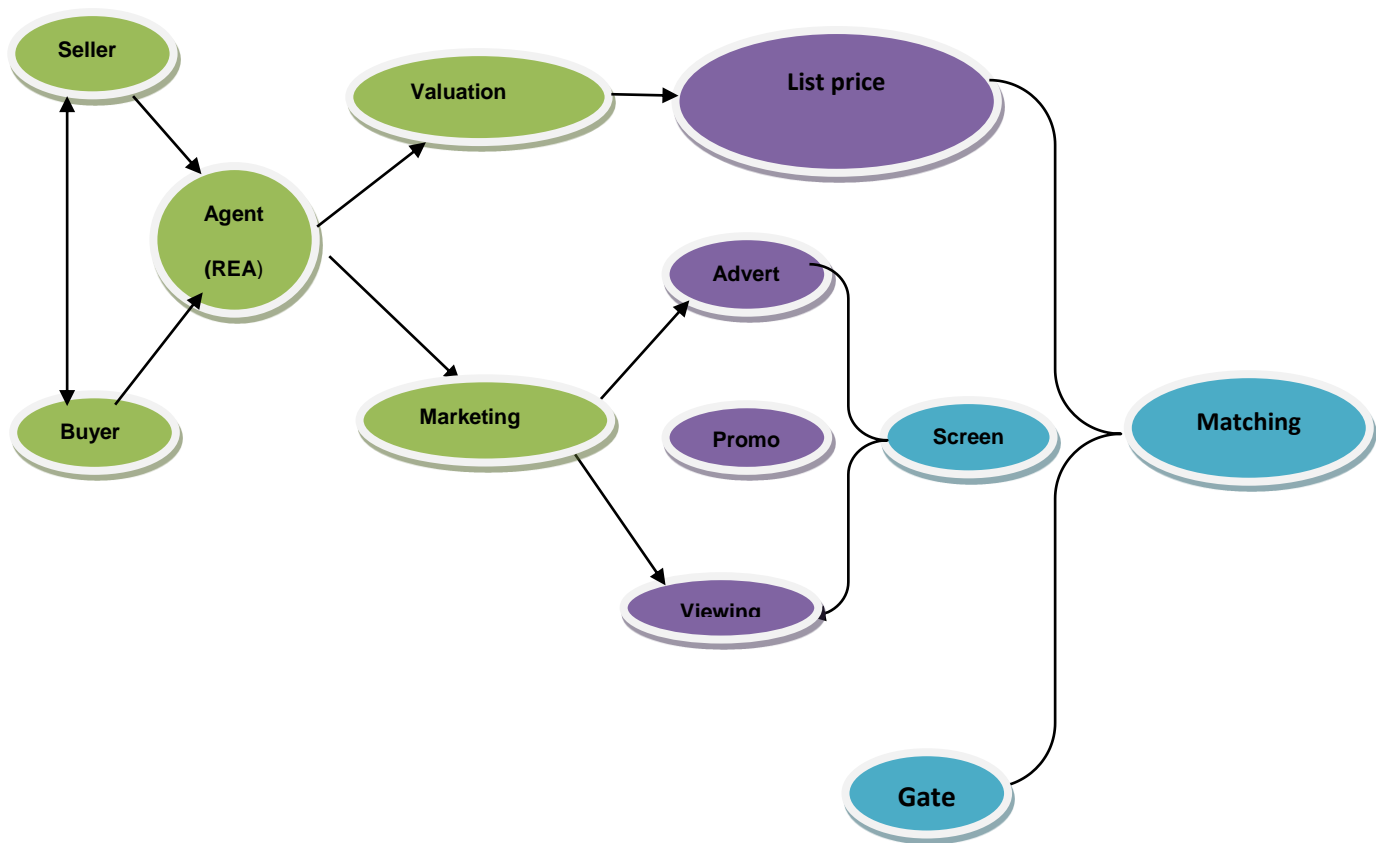 Seller
Valuation
List price
Agent
(REA)
Advert
Marketing
Buyer
Promo
Screen
Matching
Viewing
Gate